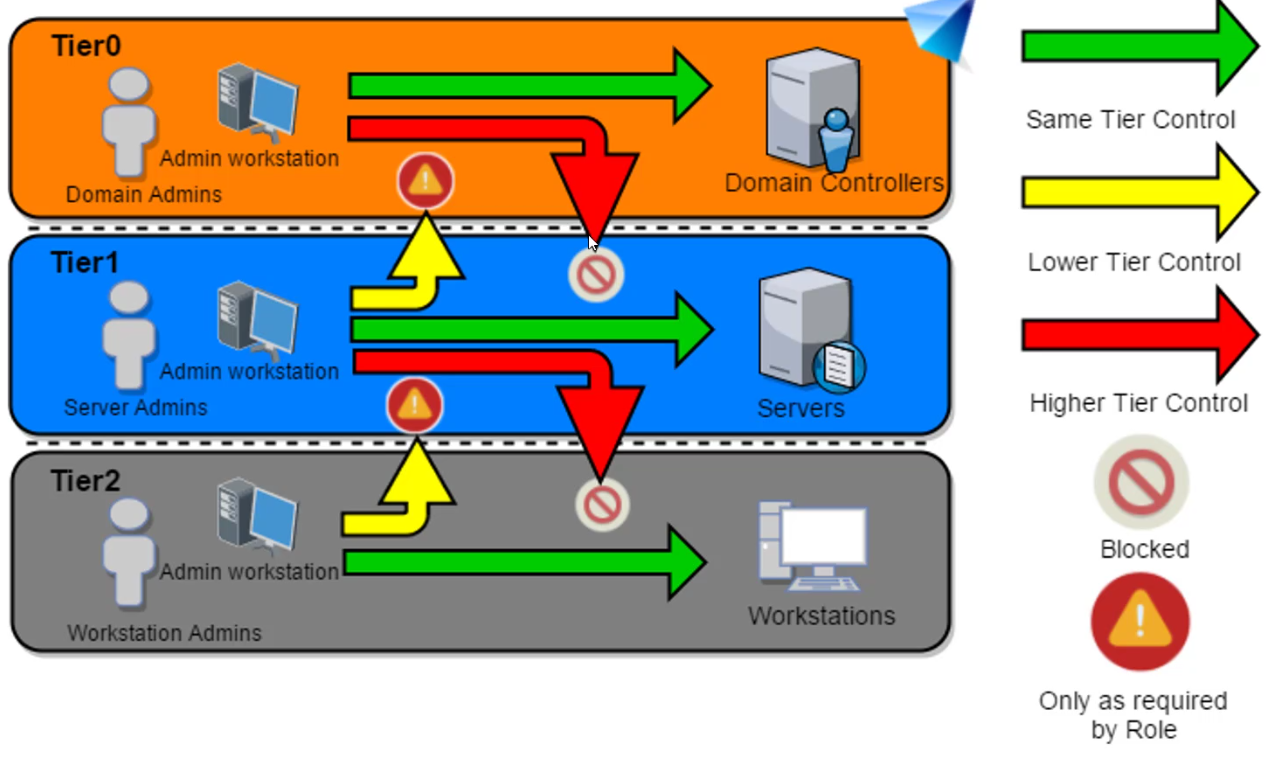 Tier0
Admin workstation
Domain Admins
Domain Controllers
Tier1
Admin workstation
Server Admins
Servers
Tier2
Admin workstation
Workstation Admins
Workstations
Same Tier Control
Lower Tier Control
Higher Tier Control
Blocked
Only as required
by Role